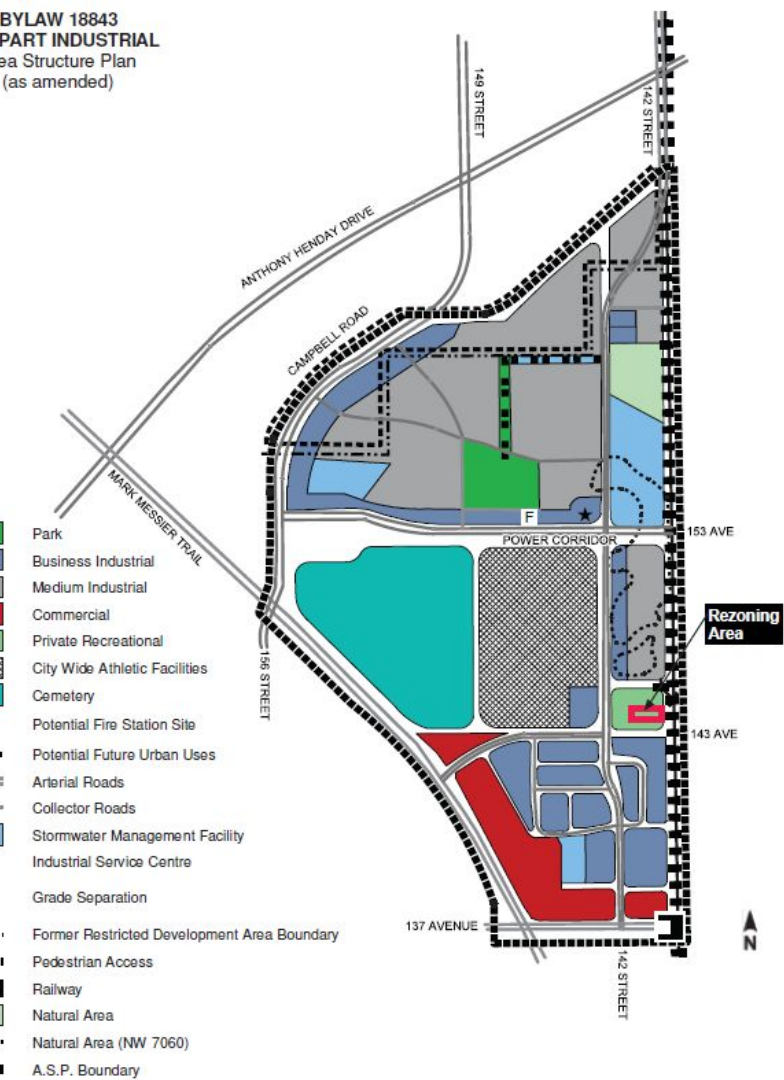 BYLAW 18843
PART INDUSTRIAL
ea Structure Plan
(as amended)
149 STREET
142 STREET
ANTHONY HENDAY DRIVE
CAMPBELL ROAD
MARK MESSIER TRAIL
F
153 AVE
POWER CORRIDOR
Rezoning
Area
156 STREET
143 AVE
137 AVENUE
142 STREET
N
Park
Business Industrial
Medium Industrial
Commercial
Private Recreational
City Wide Athletic Facilities
Cemetery
Potential Fire Station Site
Potential Future Urban Uses
Arterial Roads
Collector Roads
Stormwater Management Facility
Industrial Service Centre
Grade Separation
Former Restricted Development Area Boundary
Pedestrian Access
Railway
Natural Area
Natural Area (NW 7060)
A.S.P. Boundary